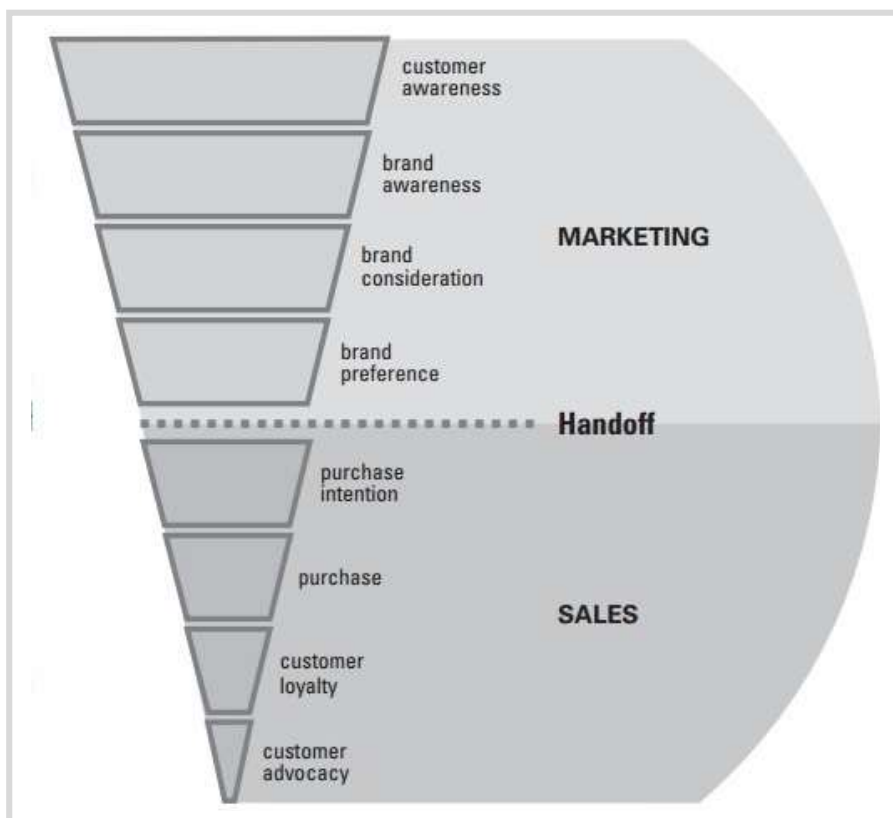 customer
awareness
brand
awareness
brand
consideration
MARKETING
brand
preference
Handoff
purchase
intention
purchase
SALES
customer
loyalty
customer
advocacy